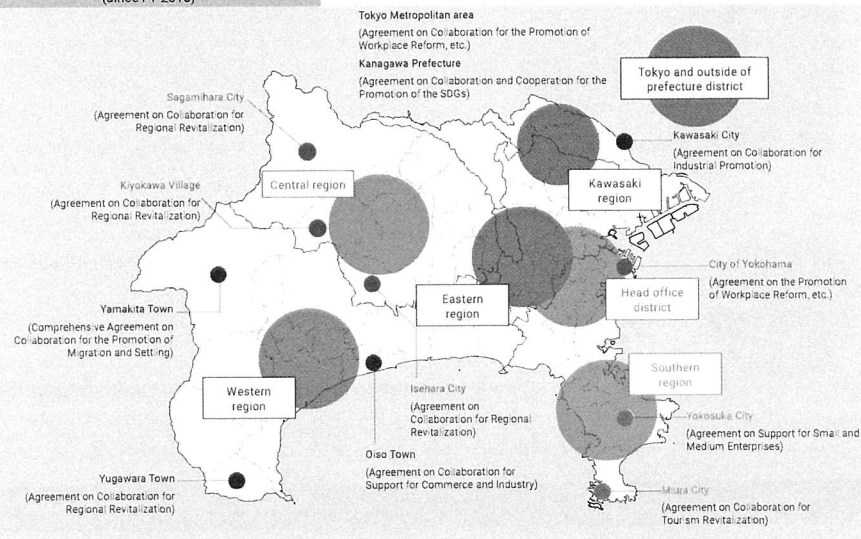 Tokyo Metropolitan area
(Agreement on Collaboration for the Promotion of
Workplace Reform, etc.)
Kanagawa Prefecture
(Agreement on Collaboration and Cooperation for the
Promotion of the SDGs)
Tokyo and outside of
prefecture district
Sagamihara City
(Agreement on Collaboration for
Regional Revitalization)
Kawasaki City
(Agreement on Collaboration for
Industrial Promotion)
Kiyokawa Village
(Agreement on Collaboration for
Regional Revitalization)
Central region
Kawasaki
region
City of Yokohama
(Agreement on the Promotion
of Workplace Reform, etc.)
Head office
district
Eastern
region
Yamakita Town
(Comprehensive Agreement on
Collaboration for the Promotion of
Migration and Settling)
Western
region
Isehara City
(Agreement on
Collaboration for Regional
Revitalization)
Southern
region
Yokosuka City
(Agreement on Support for Small and
Medium Enterprises)
Oiso Town
(Agreement on Collaboration for
Support for Commerce and Industry)
Yugawara Town
(Agreement on Collaboration for
Regional Revitalization)
Miura City
(Agreement on Collaboration for
Tourism Revitalization)